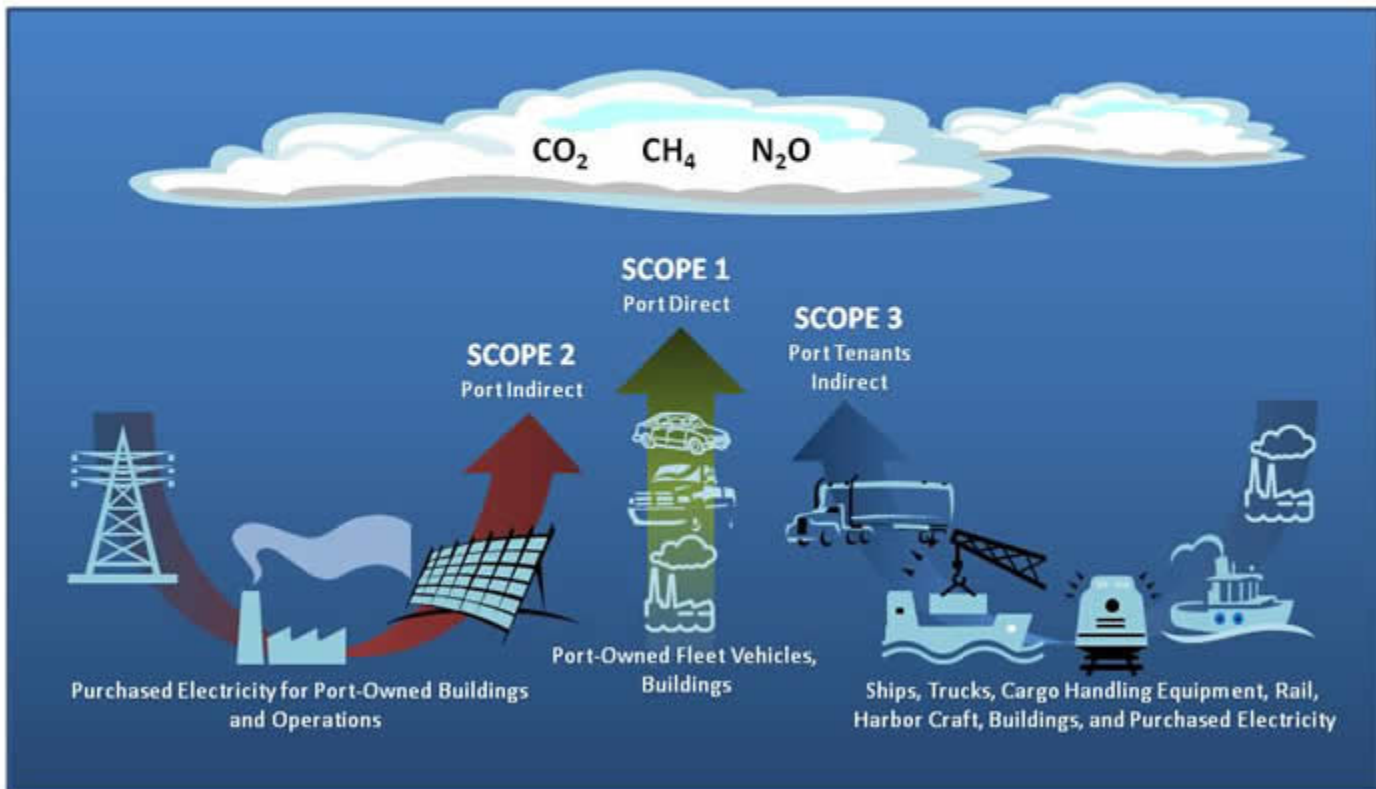 CO₂ CH₄ N₂O
SCOPE 1
Port Direct
SCOPE 2
Port Indirect
SCOPE 3
Port Tenants
Indirect
Purchased Electricity for Port-Owned Buildings
and Operations
Port-Owned Fleet Vehicles,
Buildings
Ships, Trucks, Cargo Handling Equipment, Rail,
Harbor Craft, Buildings, and Purchased Electricity